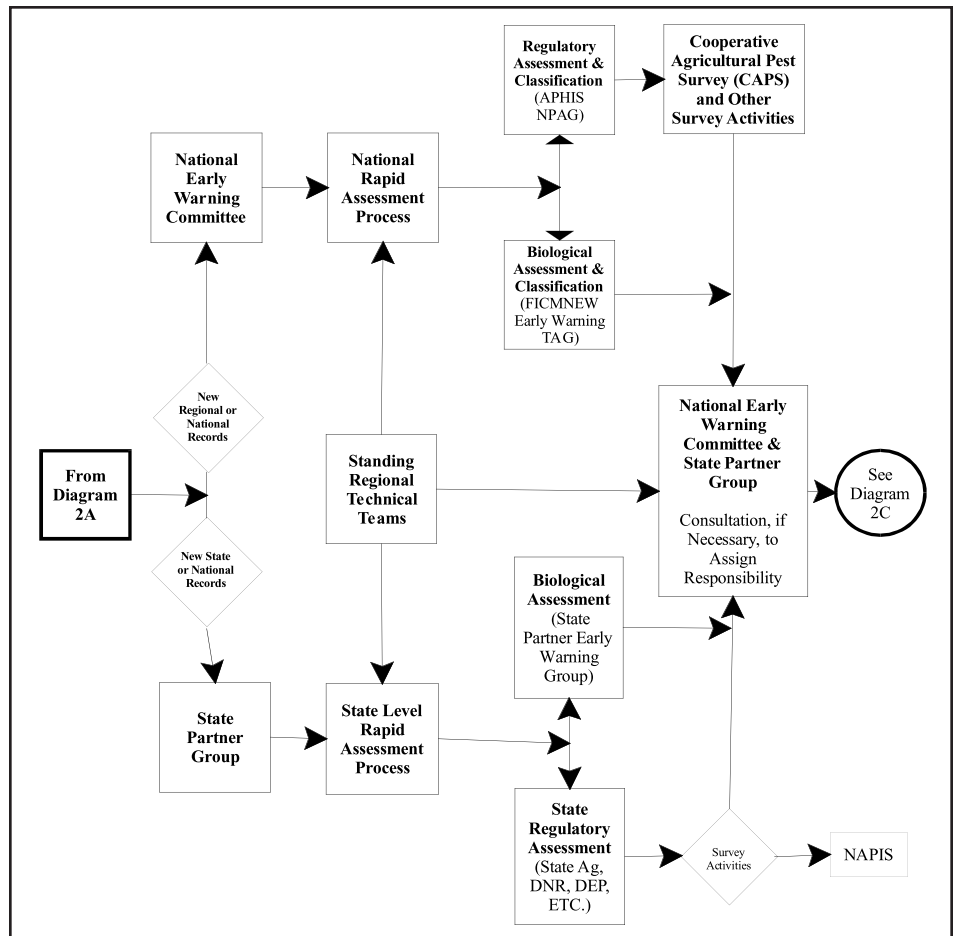 Regulatory
Assessment &
Classification
(APHIS
NPAG)
Cooperative
Agricultural Pest
Survey (CAPS)
and Other
Survey Activities
National
Early
Warning
Committee
National
Rapid
Assessment
Process
Biological
Assessment &
Classification
(FICMNEW
Early Warning
TAG)
New
Regional or
National
Records
From
Diagram
2A
Standing
Regional
Technical
Teams
National Early
Warning
Committee &
State Partner
Group
Consultation, if
Necessary, to
Assign
Responsibility
See
Diagram
2C
New State
or National
Records
Biological
Assessment
(State
Partner Early
Warning
Group)
State
Partner
Group
State Level
Rapid
Assessment
Process
State
Regulatory
Assessment
(State Ag,
DNR, DEP,
ETC.)
Survey
Activities
NAPIS